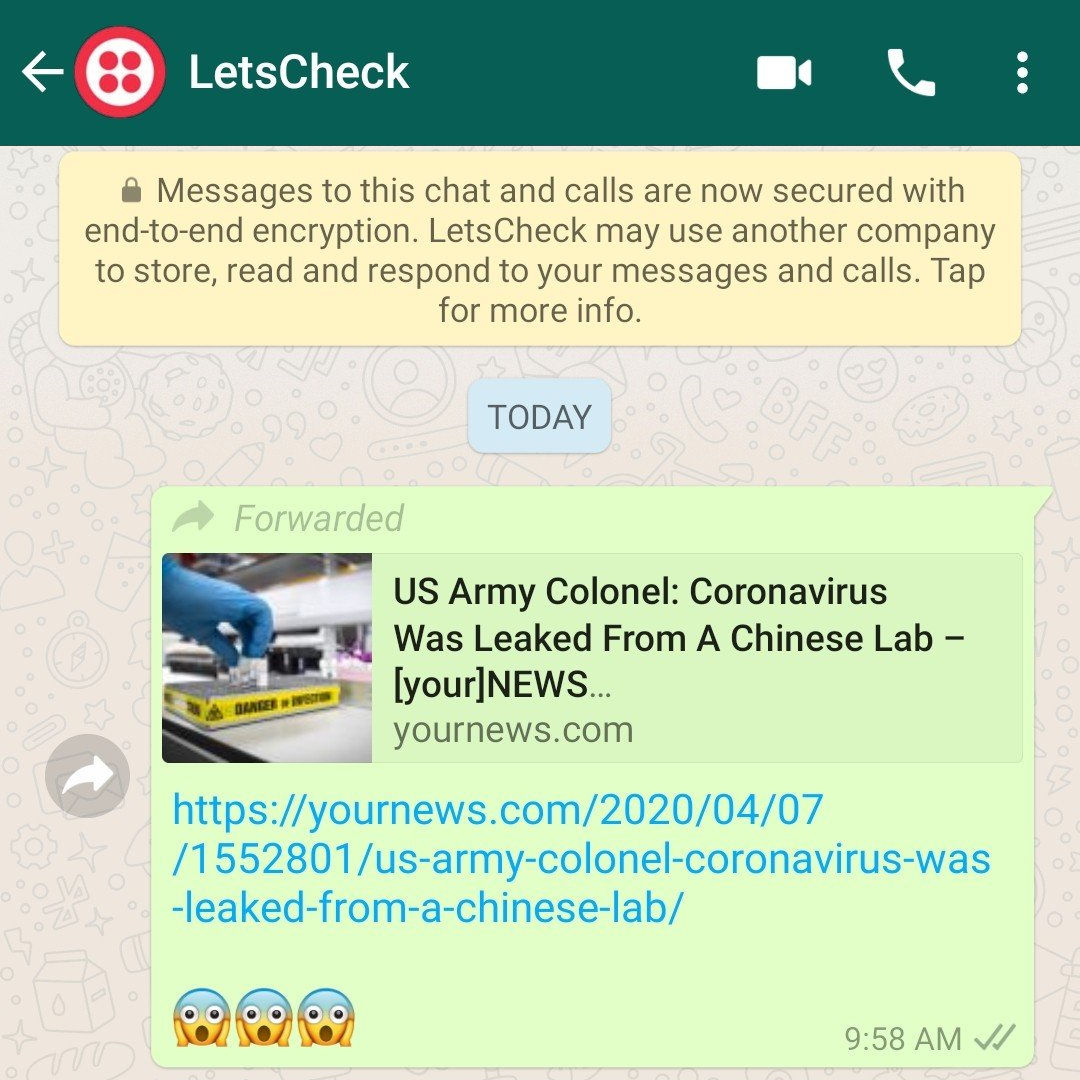 LetsCheck
Messages to this chat and calls are now secured with
end-to-end encryption. LetsCheck may use another company
to store, read and respond to your messages and calls. Tap
for more info.
TODAY
Forwarded
US Army Colonel: Coronavirus
Was Leaked From A Chinese Lab –
[your]NEWS...
yournews.com
DANGER
INFECTION
https://yournews.com/2020/04/07
/1552801/us-army-colonel-coronavirus-was
-leaked-from-a-chinese-lab/
😱😱😱
9:58 AM